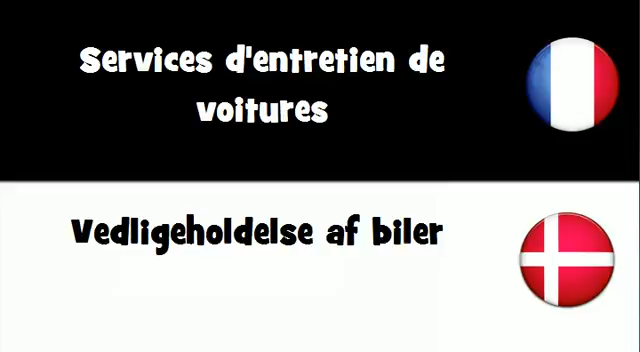 Services d'entretien de
voitures
Vedligeholdelse af biler